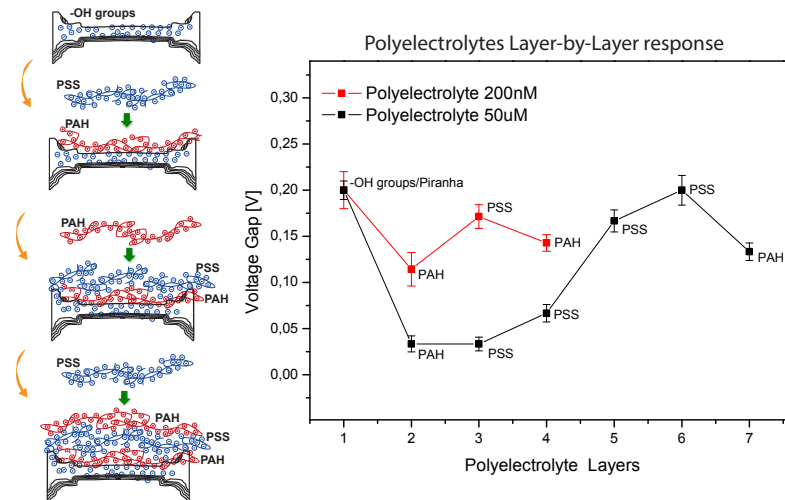 -OH groups
PSS
PAH
PAH
PSS
PAH
PSS
PAH
PSS
PAH
Polyelectrolytes Layer-by-Layer response
Polyelectrolyte 200nM
Polyelectrolyte 50uM
Voltage Gap [V]
0,30
0,25
0,20
0,15
0,10
0,05
0,00
-OH groups/Piranha
PAH
PSS
PAH
PAH
PSS
PSS
PSS
PSS
PAH
1 2 3 4 5 6 7
Polyelectrolyte Layers